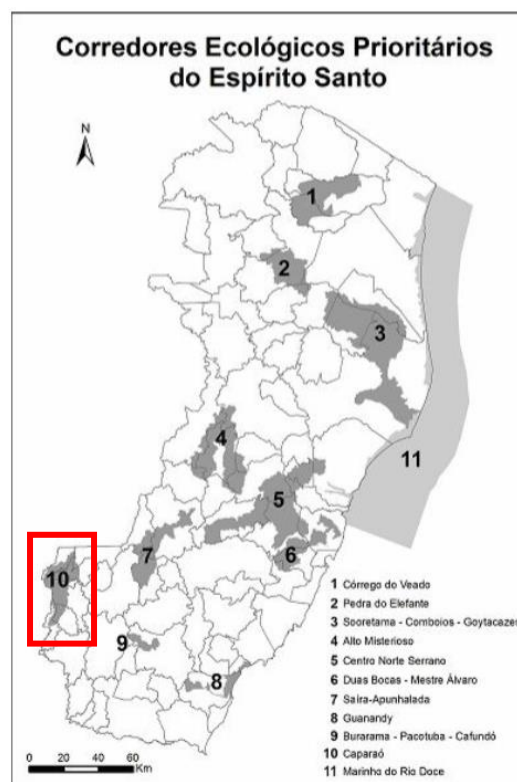 Corredores Ecológicos Prioritários
do Espírito Santo
N
1
2
3
4
11
5
6
10
7
9
8
1 Córrego do Veado
2 Pedra do Elefante
3 Sooretama - Comboios - Goytacazes
4 Alto Misterioso
5 Centro Norte Serrano
6 Duas Bocas - Mestre Álvaro
7 Saíra-Apunhalada
8 Guanandy
9 Burarama - Pacotuba - Cafundó
10 Caparaó
11 Marinho do Rio Doce
0 20 40 60
Km